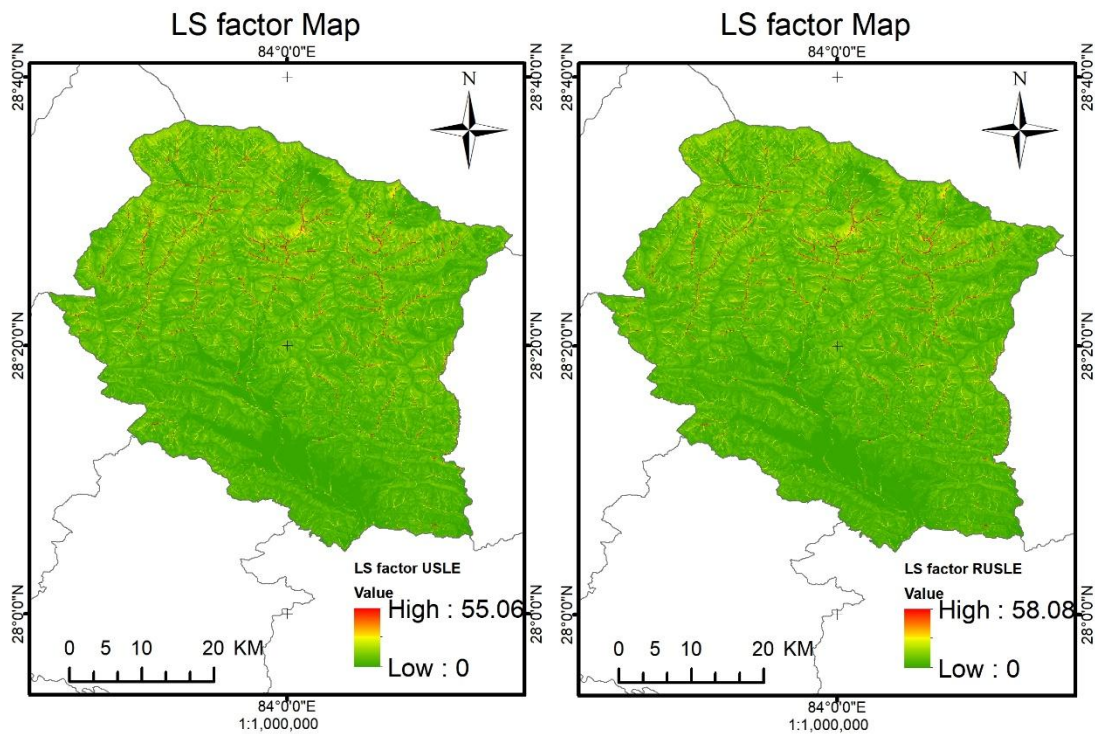 LS factor Map
84°0'0"E
28°40'0"N
28°40'0"N
N
28°20'0"N
28°20'0"N
LS factor USLE
Value
High : 55.06
Low : 0
28°0'0"N
28°0'0"N
0 5 10 20 KM
84°0'0"E
1:1,000,000
LS factor Map
84°0'0"E
28°40'0"N
28°40'0"N
N
28°20'0"N
28°20'0"N
LS factor RUSLE
Value
High : 58.08
Low : 0
28°0'0"N
28°0'0"N
0 5 10 20 KM
84°0'0"E
1:1,000,000